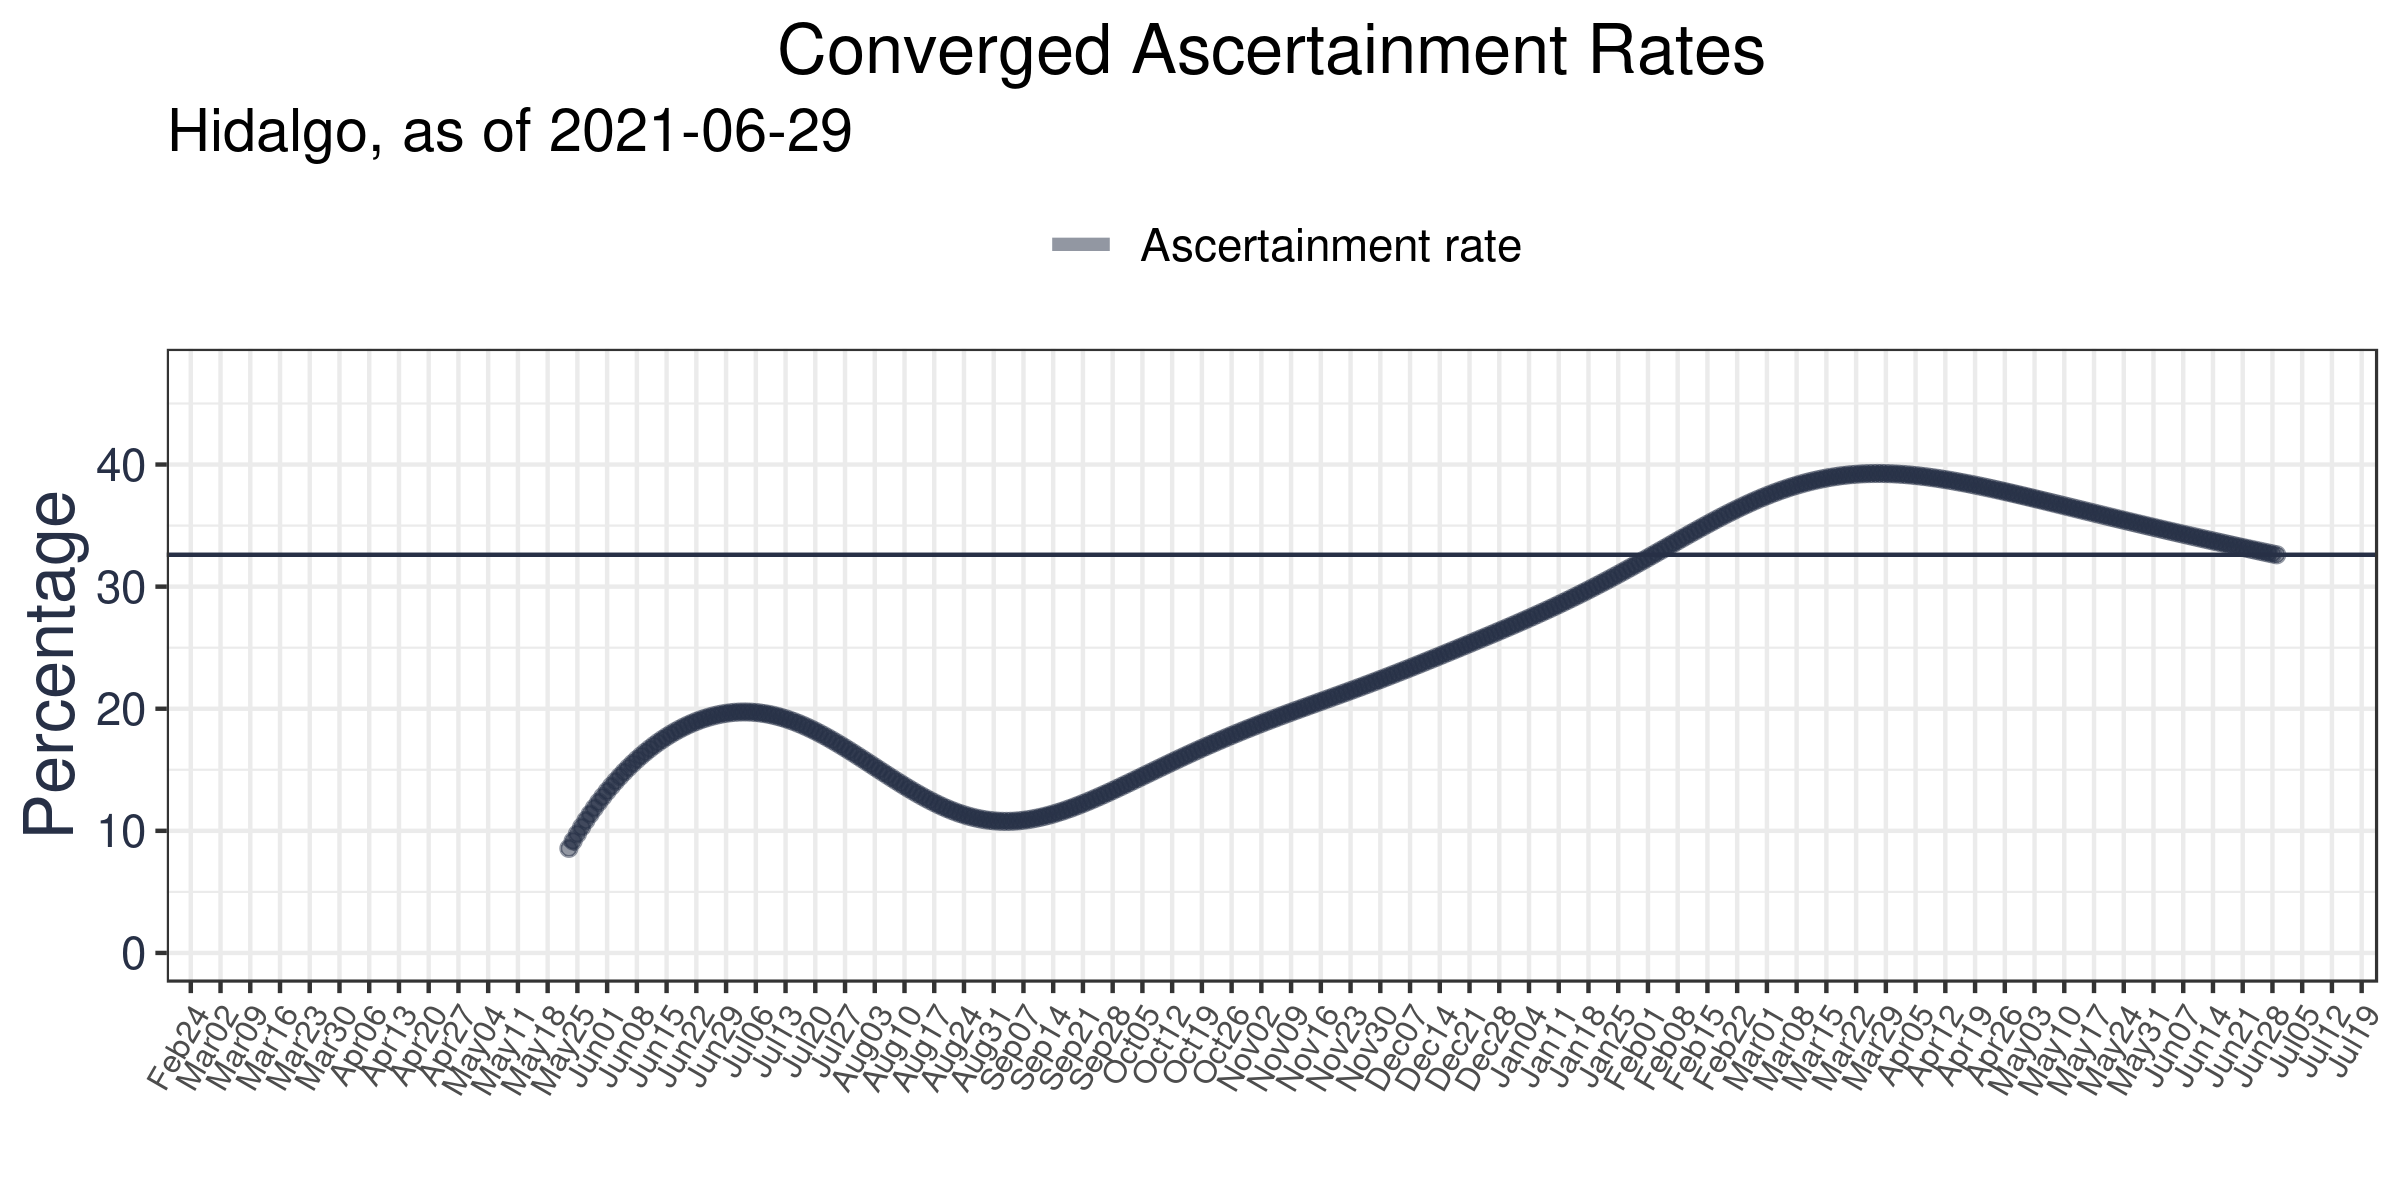 Converged Ascertainment Rates
Hidalgo, as of 2021-06-29
Ascertainment rate
Percentage
40
30
20
10
0
Feb24
Mar02
Mar09
Mar16
Mar23
Mar30
Apr06
Apr13
Apr20
Apr27
May04
May11
May18
May25
Jun01
Jun08
Jun15
Jun22
Jun29
Jul06
Jul13
Jul20
Jul27
Aug03
Aug10
Aug17
Aug24
Aug31
Sep07
Sep14
Sep21
Sep28
Oct05
Oct12
Oct19
Oct26
Nov02
Nov09
Nov16
Nov23
Nov30
Dec07
Dec14
Dec21
Dec28
Jan04
Jan11
Jan18
Jan25
Feb01
Feb08
Feb15
Feb22
Mar01
Mar08
Mar15
Mar22
Mar29
Apr05
Apr12
Apr19
Apr26
May03
May10
May17
May24
May31
Jun07
Jun14
Jun21
Jun28
Jul05
Jul12
Jul19